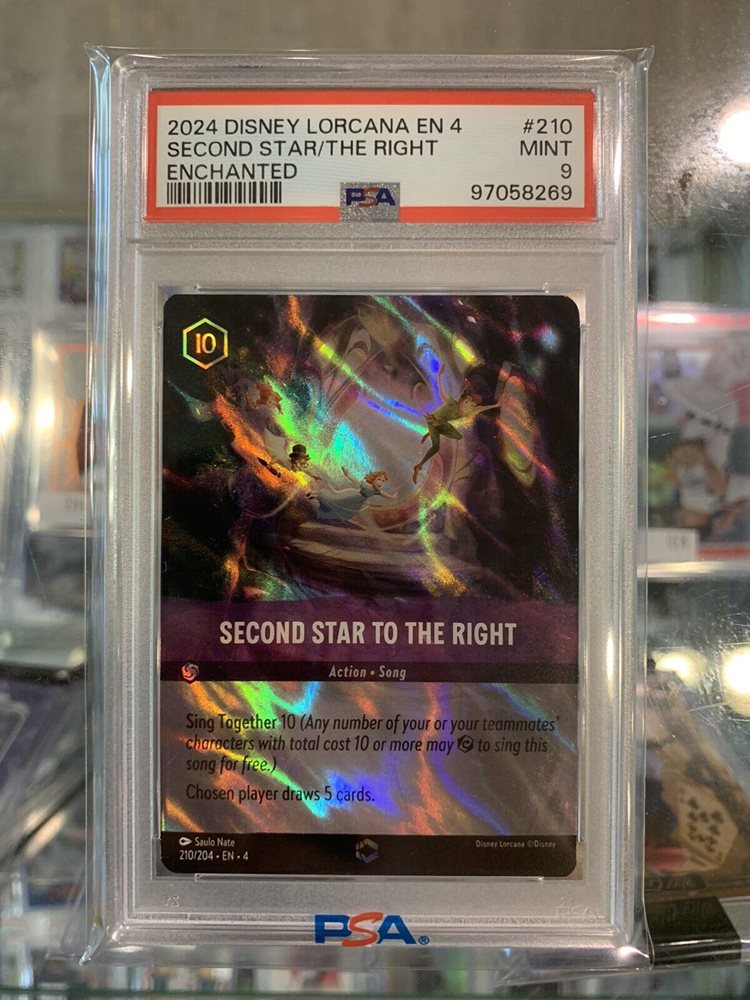 2024 DISNEY LORCANA EN 4 #210
SECOND STAR/THE RIGHT MINT
ENCHANTED 9
PSA 97058269
10
SECOND STAR TO THE RIGHT
Action • Song
Sing Together 10 (Any number of your or your teammates'
characters with total cost 10 or more may to sing this
song for free.)
Chosen player draws 5 cards.
Saulo Nate Disney Lorcana ©Disney
210/204 • EN • 4
PSA®